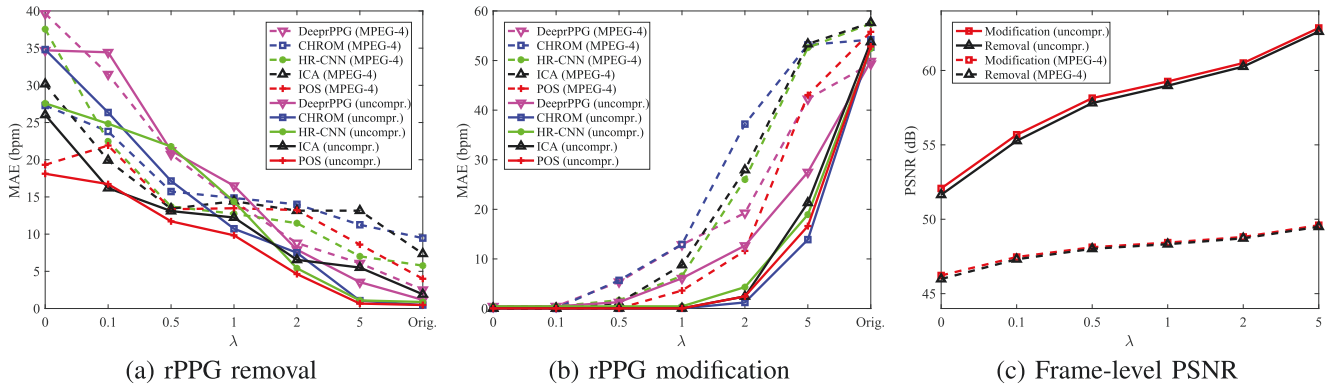 40
35
30
25
20
15
10
5
0
MAE (bpm)
0 0.1 0.5 1 2 5 Orig.
λ
DeeprPPG (MPEG-4)
CHROM (MPEG-4)
HR-CNN (MPEG-4)
ICA (MPEG-4)
POS (MPEG-4)
DeeprPPG (uncompr.)
CHROM (uncompr.)
HR-CNN (uncompr.)
ICA (uncompr.)
POS (uncompr.)
(a) rPPG removal
60
50
40
30
20
10
0
MAE (bpm)
0 0.1 0.5 1 2 5 Orig.
λ
DeeprPPG (MPEG-4)
CHROM (MPEG-4)
HR-CNN (MPEG-4)
ICA (MPEG-4)
POS (MPEG-4)
DeeprPPG (uncompr.)
CHROM (uncompr.)
HR-CNN (uncompr.)
ICA (uncompr.)
POS (uncompr.)
(b) rPPG modification
60
55
50
45
PSNR (dB)
0 0.1 0.5 1 2 5
λ
Modification (uncompr.)
Removal (uncompr.)
Modification (MPEG-4)
Removal (MPEG-4)
(c) Frame-level PSNR